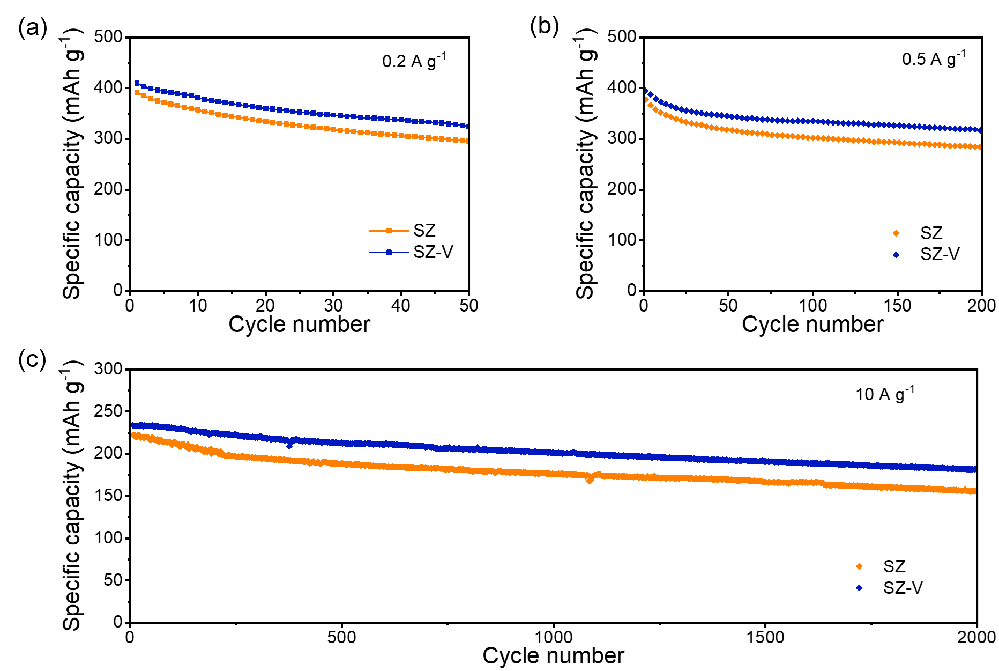 (a)
Specific capacity (mAh g⁻¹)
500
400
300
200
100
0
0.2 A g⁻¹
SZ
SZ-V
0 10 20 30 40 50
Cycle number
(b)
Specific capacity (mAh g⁻¹)
500
400
300
200
100
0
0.5 A g⁻¹
SZ
SZ-V
0 50 100 150 200
Cycle number
(c)
Specific capacity (mAh g⁻¹)
300
250
200
150
100
50
0
10 A g⁻¹
SZ
SZ-V
0 500 1000 1500 2000
Cycle number